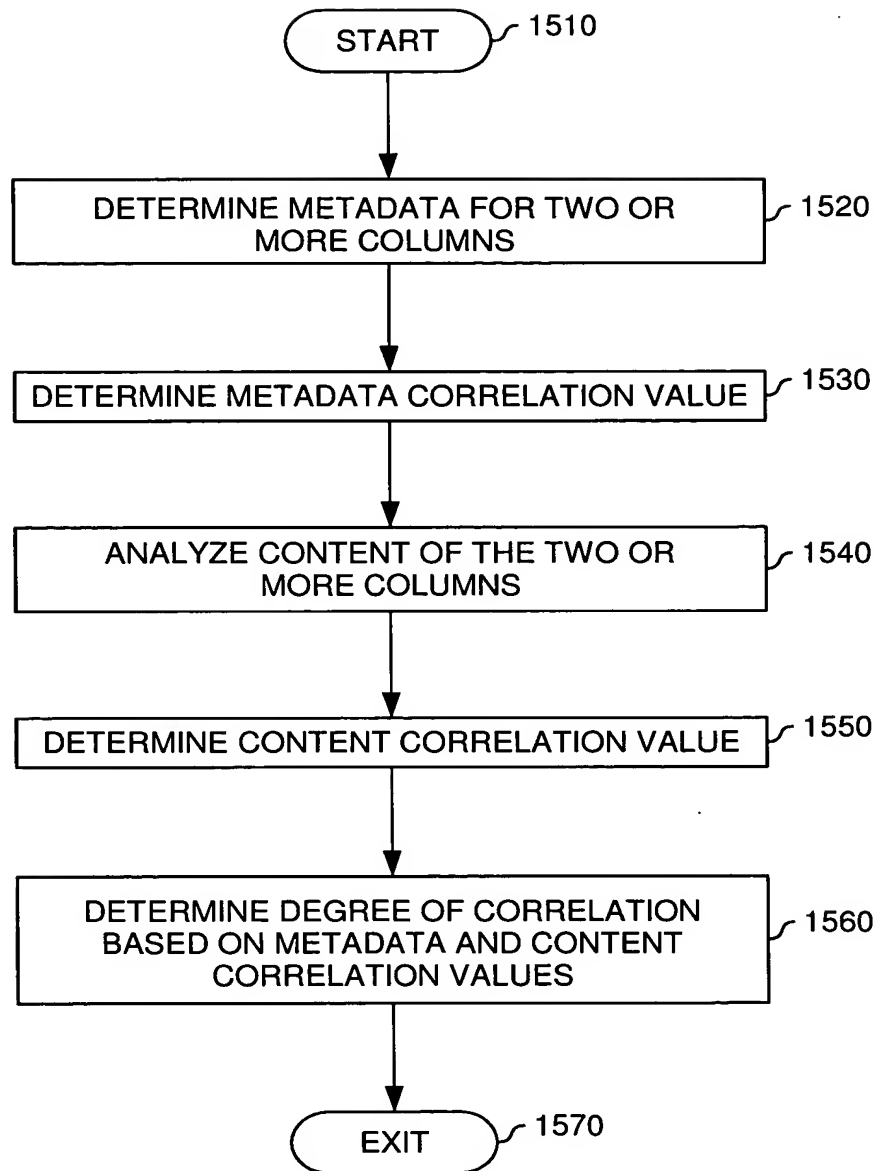 START
1510
DETERMINE METADATA FOR TWO OR
MORE COLUMNS
1520
DETERMINE METADATA CORRELATION VALUE
1530
ANALYZE CONTENT OF THE TWO OR
MORE COLUMNS
1540
DETERMINE CONTENT CORRELATION VALUE
1550
DETERMINE DEGREE OF CORRELATION
BASED ON METADATA AND CONTENT
CORRELATION VALUES
1560
EXIT
1570